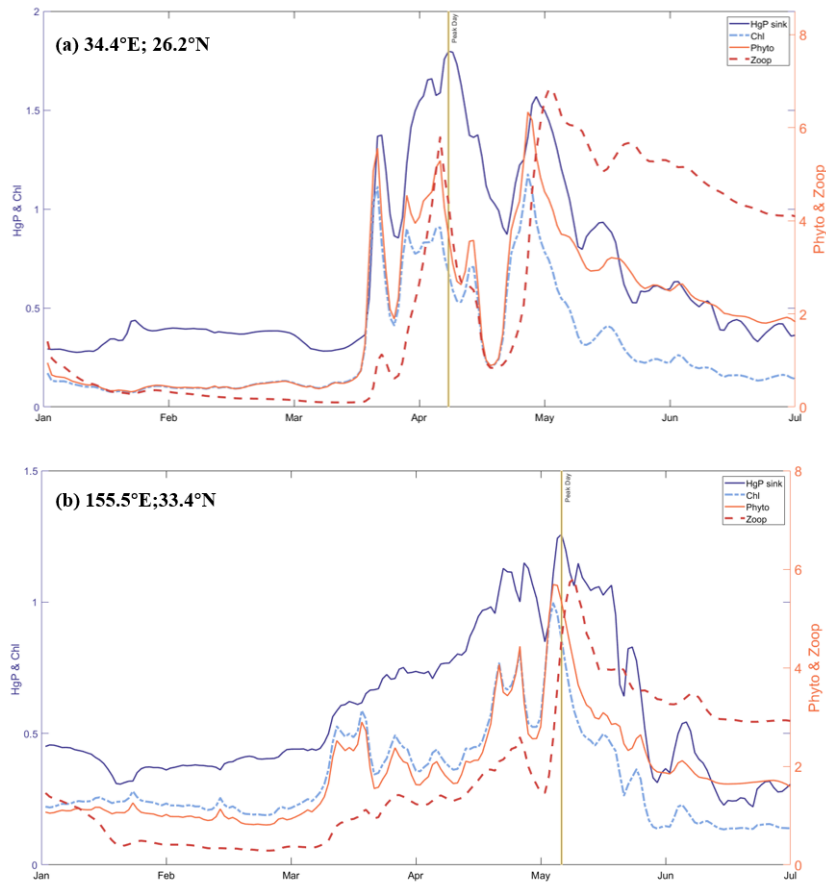 (a) 34.4°E; 26.2°N
Peak Day
HgP sink
Chl
Phyto
Zoop
2
1.5
1
0.5
0
HgP & Chl
8
6
4
2
0
Phyto & Zoop
Jan Feb Mar Apr May Jun Jul
(b) 155.5°E;33.4°N
Peak Day
HgP sink
Chl
Phyto
Zoop
1.5
1
0.5
0
HgP & Chl
8
6
4
2
0
Phyto & Zoop
Jan Feb Mar Apr May Jun Jul